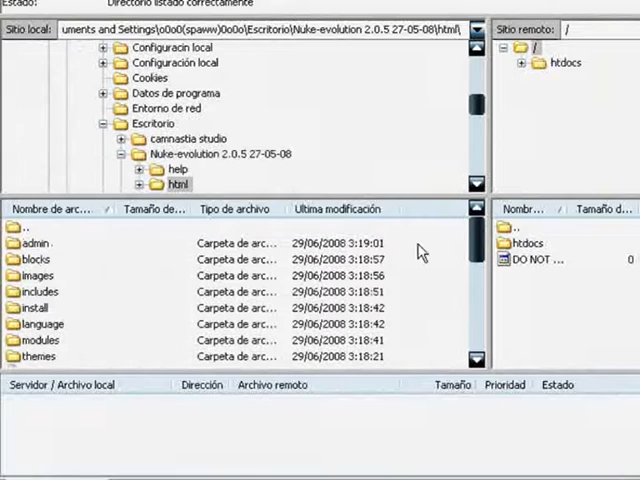 Estado: Directorio listado correctamente
Sitio local: uments and Settings\o0o0(spaww)0o0o\Escritorio\Nuke-evolution 2.0.5 27-05-08\html\
Sitio remoto: /
Configuracin local
Configuración local
Cookies
Datos de programa
Entorno de red
Escritorio
camnastia studio
Nuke-evolution 2.0.5 27-05-08
help
html
/
htdocs
Nombre de arc... / Tamaño de... Tipo de archivo Ultima modificación
..
admin Carpeta de arc... 29/06/2008 3:19:01
blocks Carpeta de arc... 29/06/2008 3:18:57
images Carpeta de arc... 29/06/2008 3:18:56
includes Carpeta de arc... 29/06/2008 3:18:51
install Carpeta de arc... 29/06/2008 3:18:42
language Carpeta de arc... 29/06/2008 3:18:42
modules Carpeta de arc... 29/06/2008 3:18:41
themes Carpeta de arc... 29/06/2008 3:18:21
Nombr... / Tamaño d...
..
htdocs
DO NOT ... 0
Servidor / Archivo local Dirección Archivo remoto Tamaño Prioridad Estado